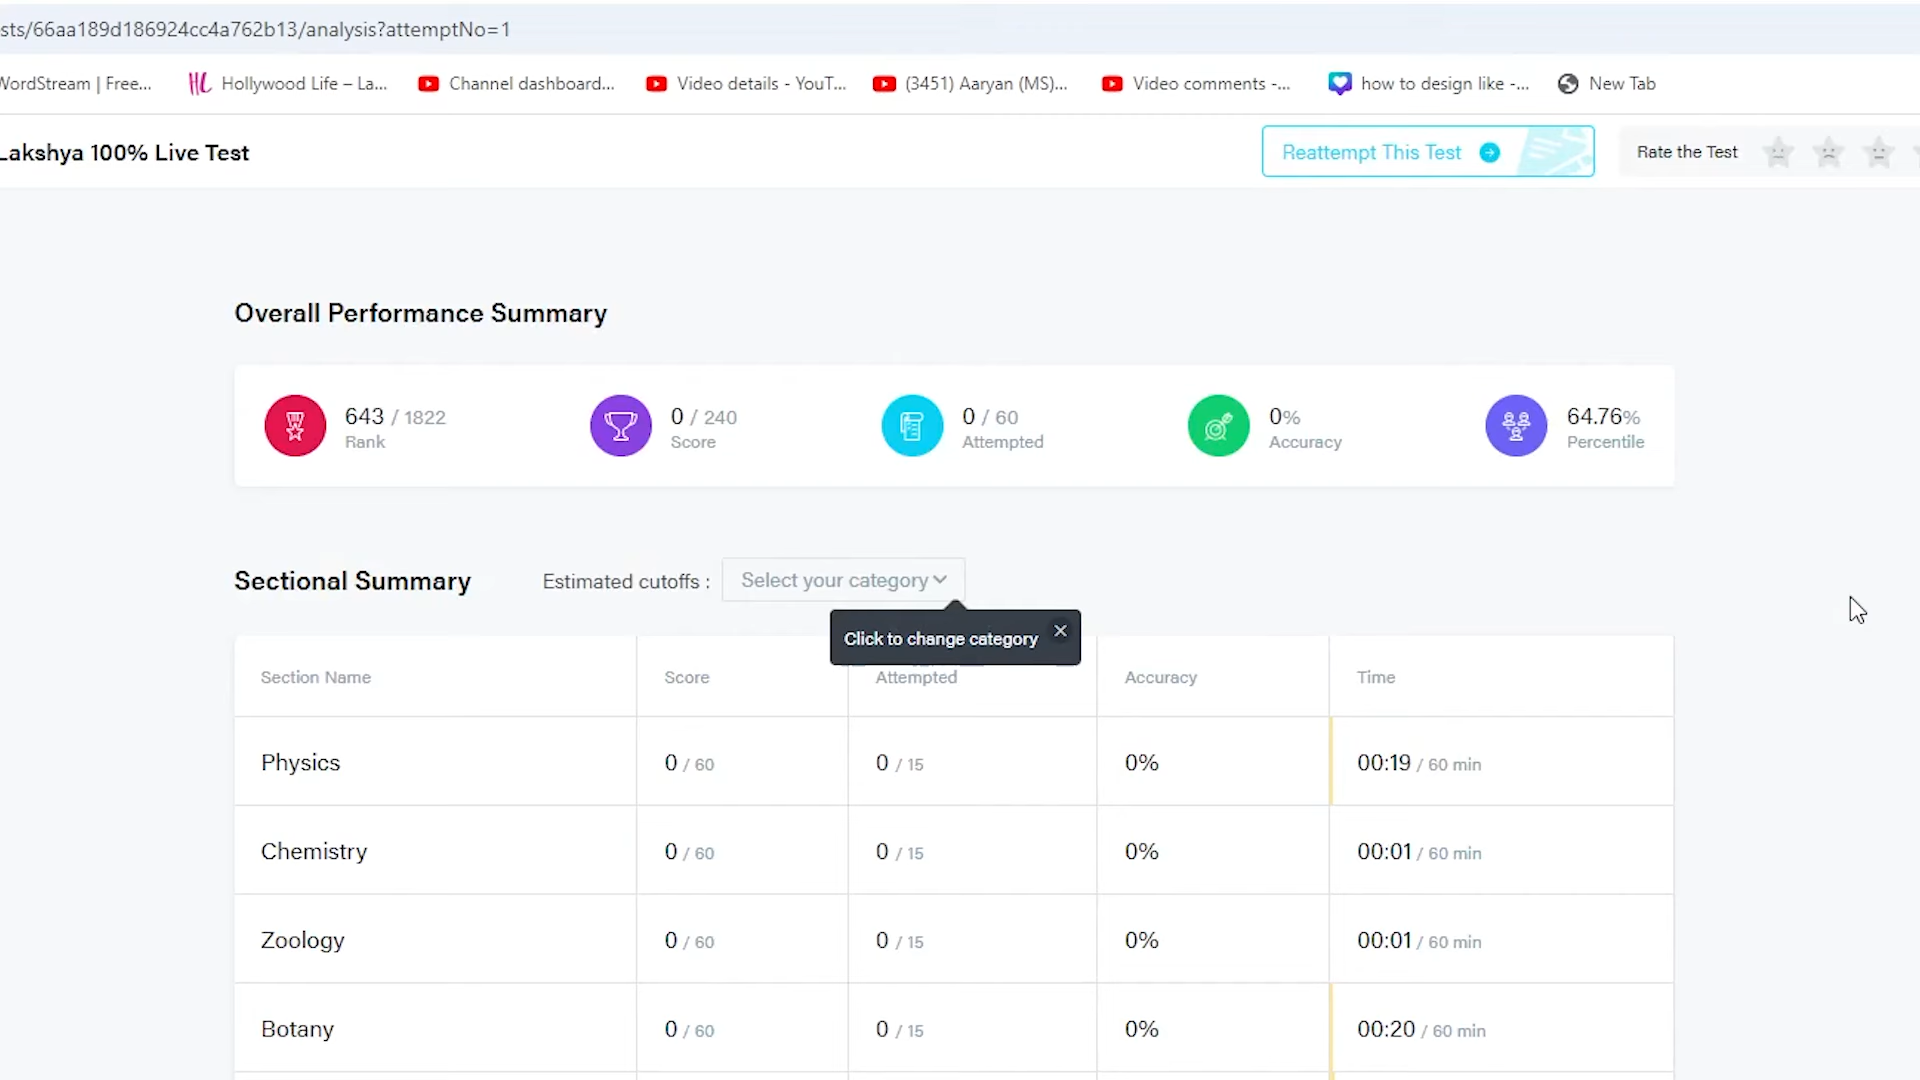 sts/66aa189d186924cc4a762b13/analysis?attemptNo=1
WordStream | Free...
Hollywood Life – La...
Channel dashboard...
Video details - YouT...
(3451) Aaryan (MS)...
Video comments -...
how to design like -...
New Tab
Lakshya 100% Live Test
Reattempt This Test
Rate the Test
Overall Performance Summary
643 / 1822
Rank
0 / 240
Score
0 / 60
Attempted
0%
Accuracy
64.76%
Percentile
Sectional Summary
Estimated cutoffs :
Select your category
Click to change category
Section Name
Score
Attempted
Accuracy
Time
Physics
0 / 60
0 / 15
0%
00:19 / 60 min
Chemistry
0 / 60
0 / 15
0%
00:01 / 60 min
Zoology
0 / 60
0 / 15
0%
00:01 / 60 min
Botany
0 / 60
0 / 15
0%
00:20 / 60 min